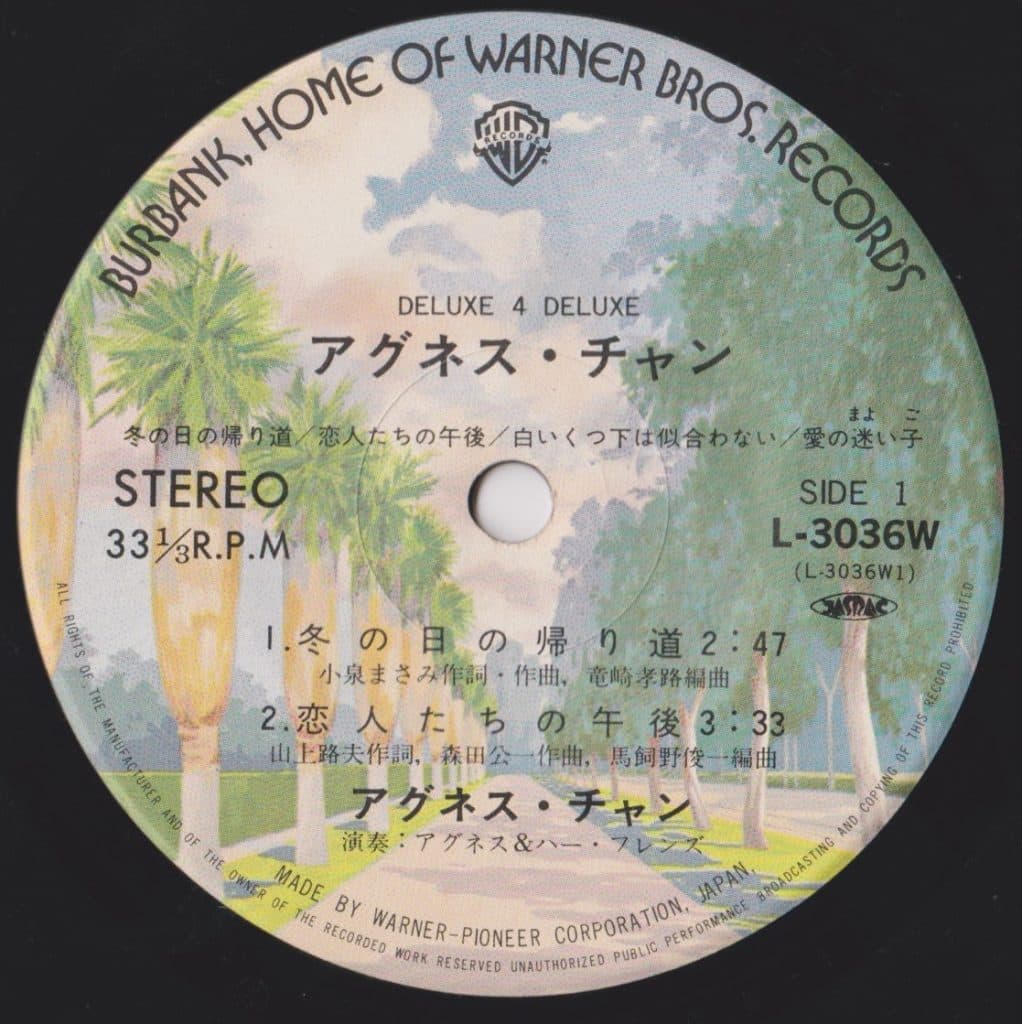 BURBANK, HOME OF WARNER BROS. RECORDS
RECORDS
DELUXE 4 DELUXE
アグネス・チャン
まよ ご
冬の日の帰り道/恋人たちの午後/白いくつ下は似合わない/愛の迷い子
STEREO
33 1/3 R.P.M
SIDE 1
L-3036W
(L-3036W1)
JASRAC
1.冬の日の帰り道 2:47
小泉まさみ作詞・作曲, 竜崎孝路編曲
2.恋人たちの午後 3:33
山上路夫作詞, 森田公一作曲, 馬飼野俊一編曲
アグネス・チャン
演奏:アグネス&ハー・フレンズ
MADE BY WARNER-PIONEER CORPORATION, JAPAN.
ALL RIGHTS OF THE MANUFACTURER AND OF THE OWNER OF THE RECORDED WORK RESERVED UNAUTHORIZED PUBLIC PERFORMANCE BROADCASTING AND COPYING OF THIS RECORD PROHIBITED